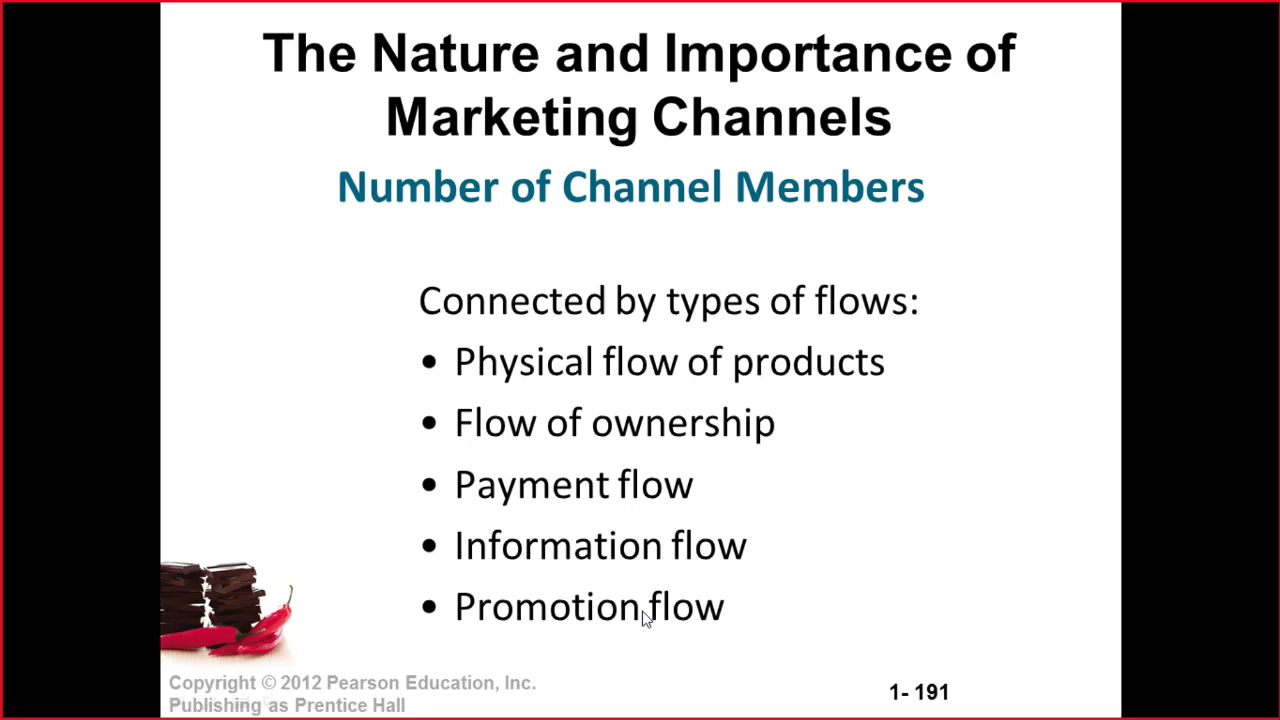 The Nature and Importance of
Marketing Channels
Number of Channel Members
Connected by types of flows:
• Physical flow of products
• Flow of ownership
• Payment flow
• Information flow
• Promotion flow
Copyright © 2012 Pearson Education, Inc.
Publishing as Prentice Hall
1- 191